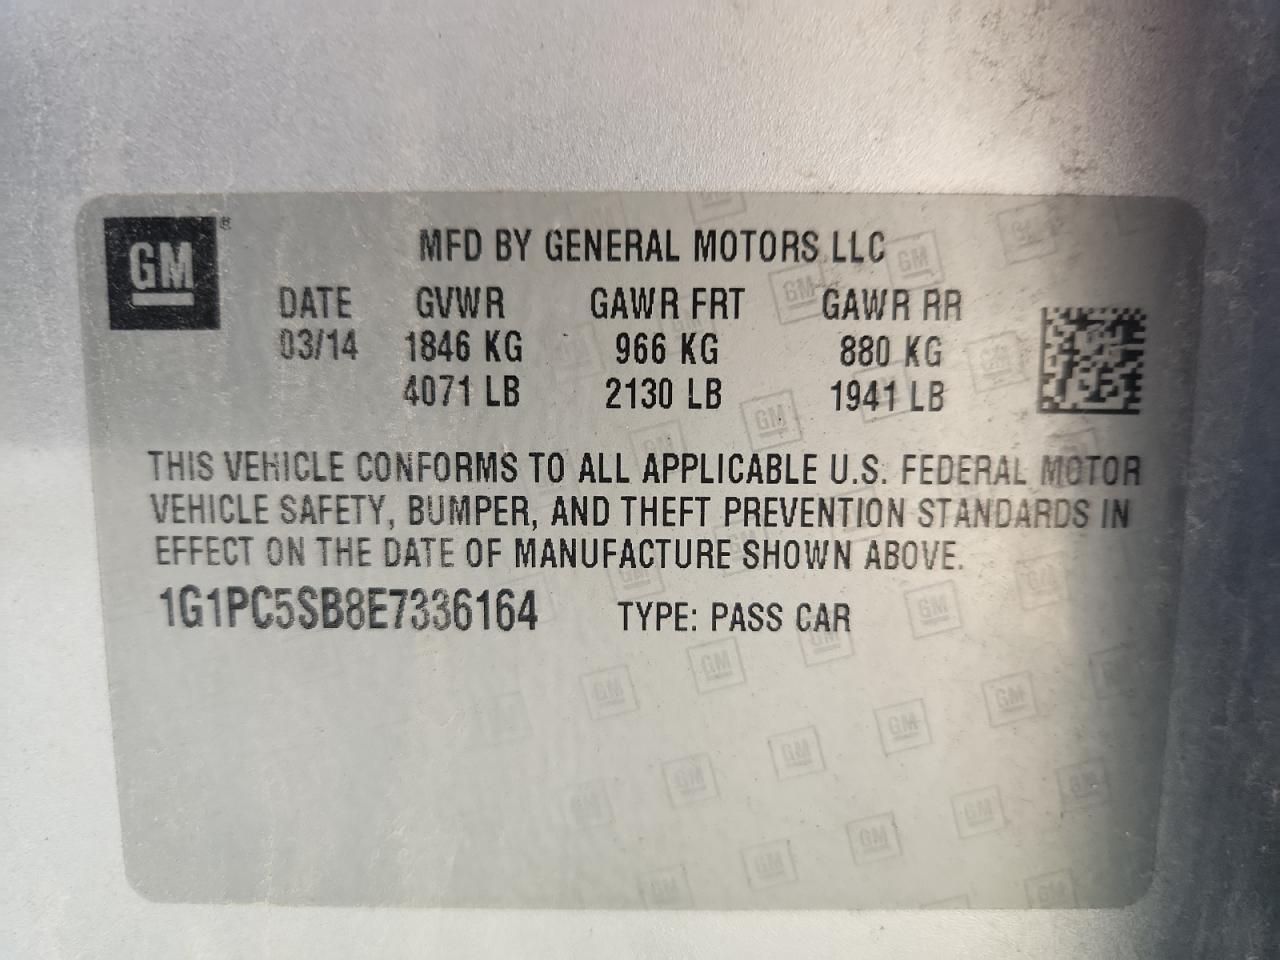 GM ®
MFD BY GENERAL MOTORS LLC
DATE GVWR GAWR FRT GAWR RR
03/14 1846 KG 966 KG 880 KG
4071 LB 2130 LB 1941 LB
THIS VEHICLE CONFORMS TO ALL APPLICABLE U.S. FEDERAL MOTOR
VEHICLE SAFETY, BUMPER, AND THEFT PREVENTION STANDARDS IN
EFFECT ON THE DATE OF MANUFACTURE SHOWN ABOVE.
1G1PC5SB8E7336164 TYPE: PASS CAR